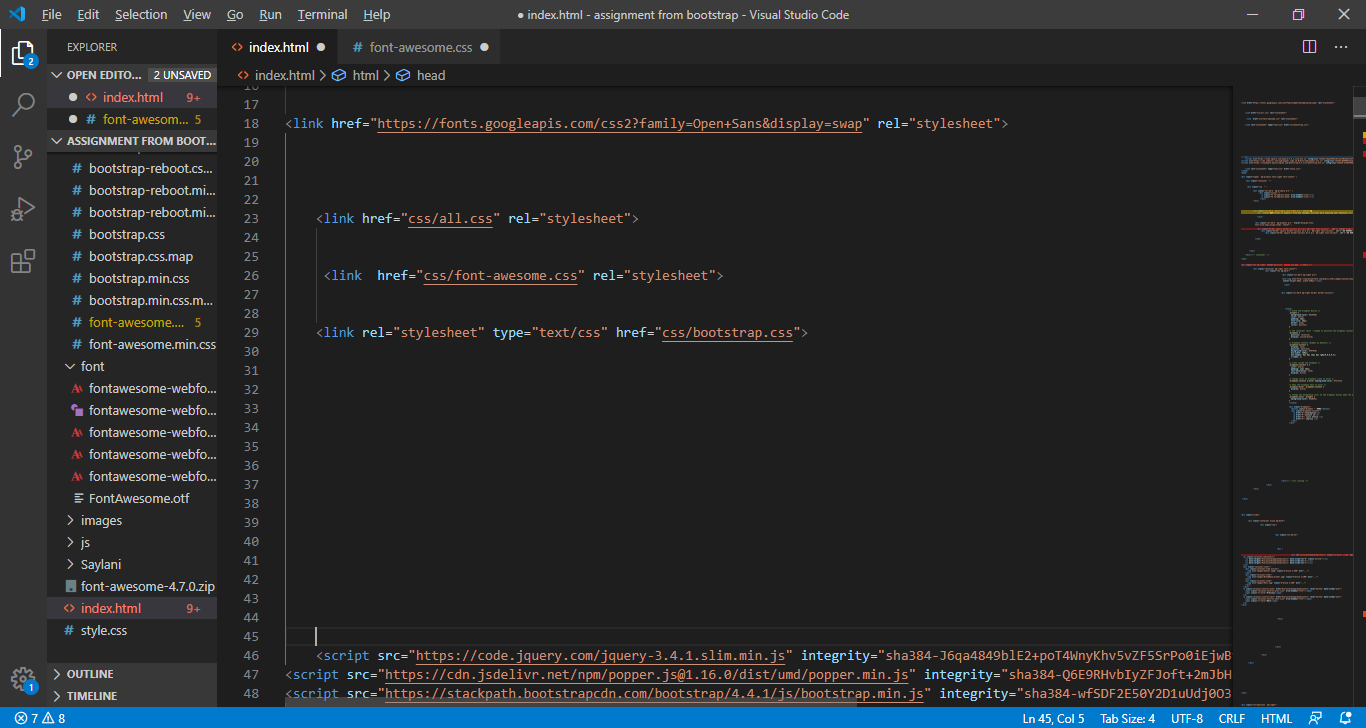 File Edit Selection View Go Run Terminal Help
● index.html - assignment from bootstrap - Visual Studio Code
EXPLORER
index.html ●
# font-awesome.css ●
OPEN EDITO... 2 UNSAVED
index.html > html > head
● <> index.html 9+
● # font-awesom... 5
ASSIGNMENT FROM BOOT...
# bootstrap-reboot.cs...
# bootstrap-reboot.mi...
# bootstrap-reboot.mi...
# bootstrap.css
# bootstrap.css.map
# bootstrap.min.css
# bootstrap.min.css.m...
# font-awesome.... 5
# font-awesome.min.css
font
fontawesome-webfo...
fontawesome-webfo...
fontawesome-webfo...
fontawesome-webfo...
fontawesome-webfo...
FontAwesome.otf
images
js
Saylani
font-awesome-4.7.0.zip
<> index.html 9+
# style.css
OUTLINE
TIMELINE
2
1
16
17
18 <link href="https://fonts.googleapis.com/css2?family=Open+Sans&display=swap" rel="stylesheet">
19
20
21
22
23 <link href="css/all.css" rel="stylesheet">
24
25
26 <link  href="css/font-awesome.css" rel="stylesheet">
27
28
29 <link rel="stylesheet" type="text/css" href="css/bootstrap.css">
30
31
32
33
34
35
36
37
38
39
40
41
42
43
44
45
46 <script src="https://code.jquery.com/jquery-3.4.1.slim.min.js" integrity="sha384-J6qa4849blE2+poT4WnyKhv5vZF5SrPo0iEjwB
47 <script src="https://cdn.jsdelivr.net/npm/popper.js@1.16.0/dist/umd/popper.min.js" integrity="sha384-Q6E9RHvbIyZFJoft+2mJbH
48 <script src="https://stackpath.bootstrapcdn.com/bootstrap/4.4.1/js/bootstrap.min.js" integrity="sha384-wfSDF2E50Y2D1uUdj0O3
7 8
Ln 45, Col 5 Tab Size: 4 UTF-8 CRLF HTML